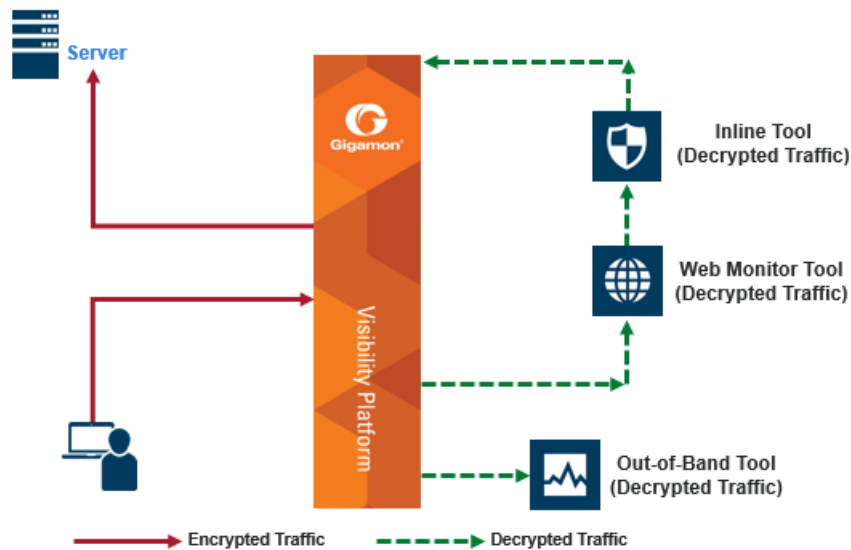 Server
Gigamon®
Visibility Platform
Inline Tool
(Decrypted Traffic)
Web Monitor Tool
(Decrypted Traffic)
Out-of-Band Tool
(Decrypted Traffic)
Encrypted Traffic
Decrypted Traffic